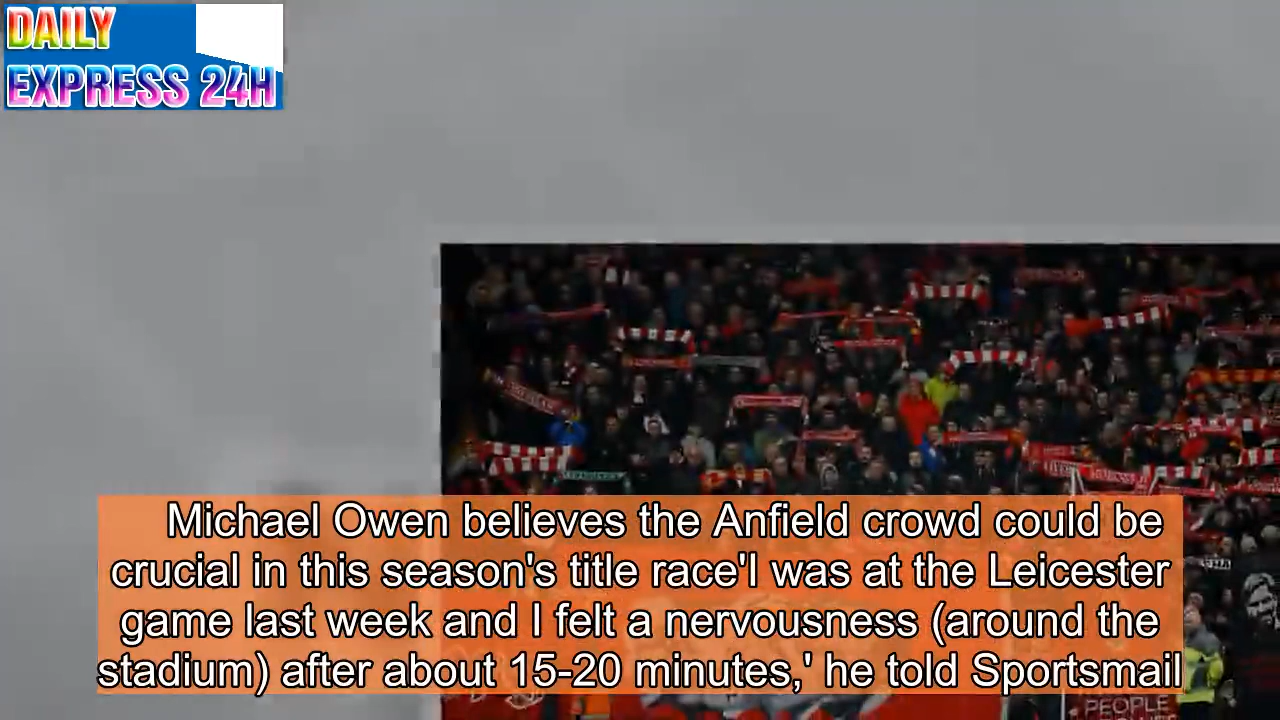 DAILY
EXPRESS 24H
Michael Owen believes the Anfield crowd could be
crucial in this season's title race'I was at the Leicester
game last week and I felt a nervousness (around the
stadium) after about 15-20 minutes,' he told Sportsmail
PEOPLE